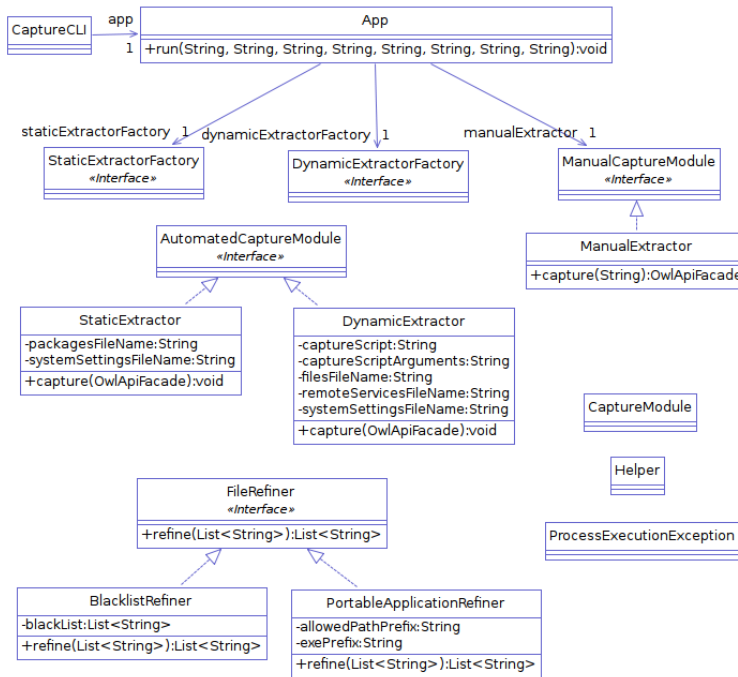 CaptureCLI
app
1
App
+run(String, String, String, String, String, String, String, String):void
staticExtractorFactory 1
dynamicExtractorFactory 1
manualExtractor 1
StaticExtractorFactory
«Interface»
DynamicExtractorFactory
«Interface»
ManualCaptureModule
«Interface»
AutomatedCaptureModule
«Interface»
ManualExtractor
+capture(String):OwlApiFacade
StaticExtractor
-packagesFileName:String
-systemSettingsFileName:String
+capture(OwlApiFacade):void
DynamicExtractor
-captureScript:String
-captureScriptArguments:String
-filesFileName:String
-remoteServicesFileName:String
-systemSettingsFileName:String
+capture(OwlApiFacade):void
CaptureModule
Helper
ProcessExecutionException
FileRefiner
«Interface»
+refine(List<String>):List<String>
BlacklistRefiner
-blackList:List<String>
+refine(List<String>):List<String>
PortableApplicationRefiner
-allowedPathPrefix:String
-exePrefix:String
+refine(List<String>):List<String>